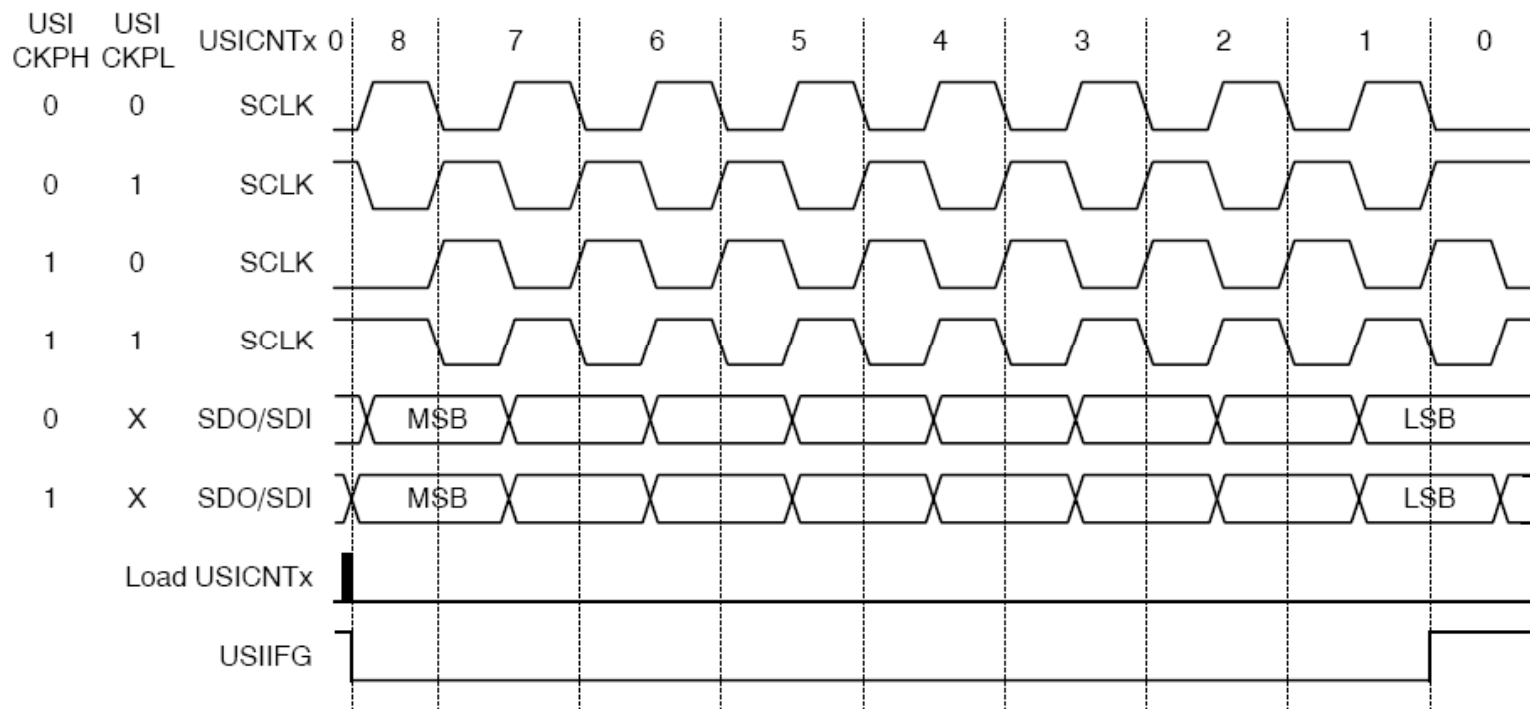 USI USI
CKPH CKPL USICNTx 0 8 7 6 5 4 3 2 1 0
0 0 SCLK
0 1 SCLK
1 0 SCLK
1 1 SCLK
0 X SDO/SDI MSB LSB
1 X SDO/SDI MSB LSB
Load USICNTx
USIIFG